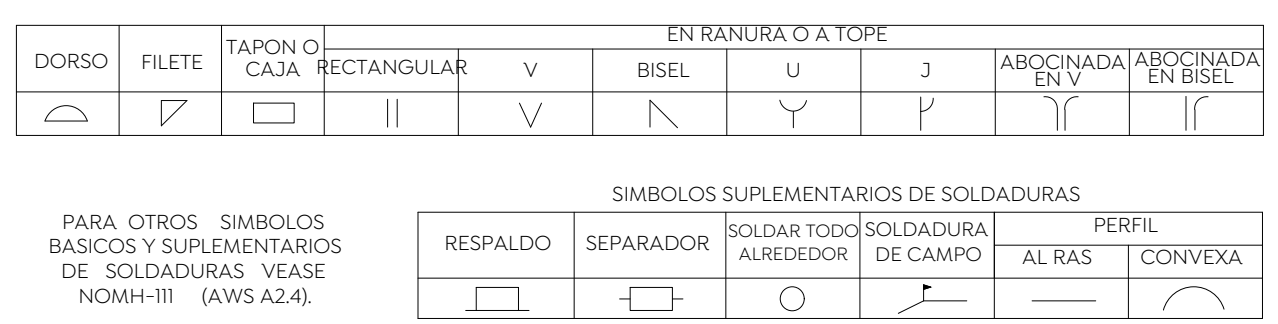 EN RANURA O A TOPE
DORSO FILETE TAPON O CAJA RECTANGULAR V BISEL U J ABOCINADA EN V ABOCINADA EN BISEL
SIMBOLOS SUPLEMENTARIOS DE SOLDADURAS
PARA OTROS SIMBOLOS
BASICOS Y SUPLEMENTARIOS
DE SOLDADURAS VEASE
NOMH-111 (AWS A2.4).
RESPALDO SEPARADOR SOLDAR TODO ALREDEDOR SOLDADURA DE CAMPO PERFIL
AL RAS CONVEXA